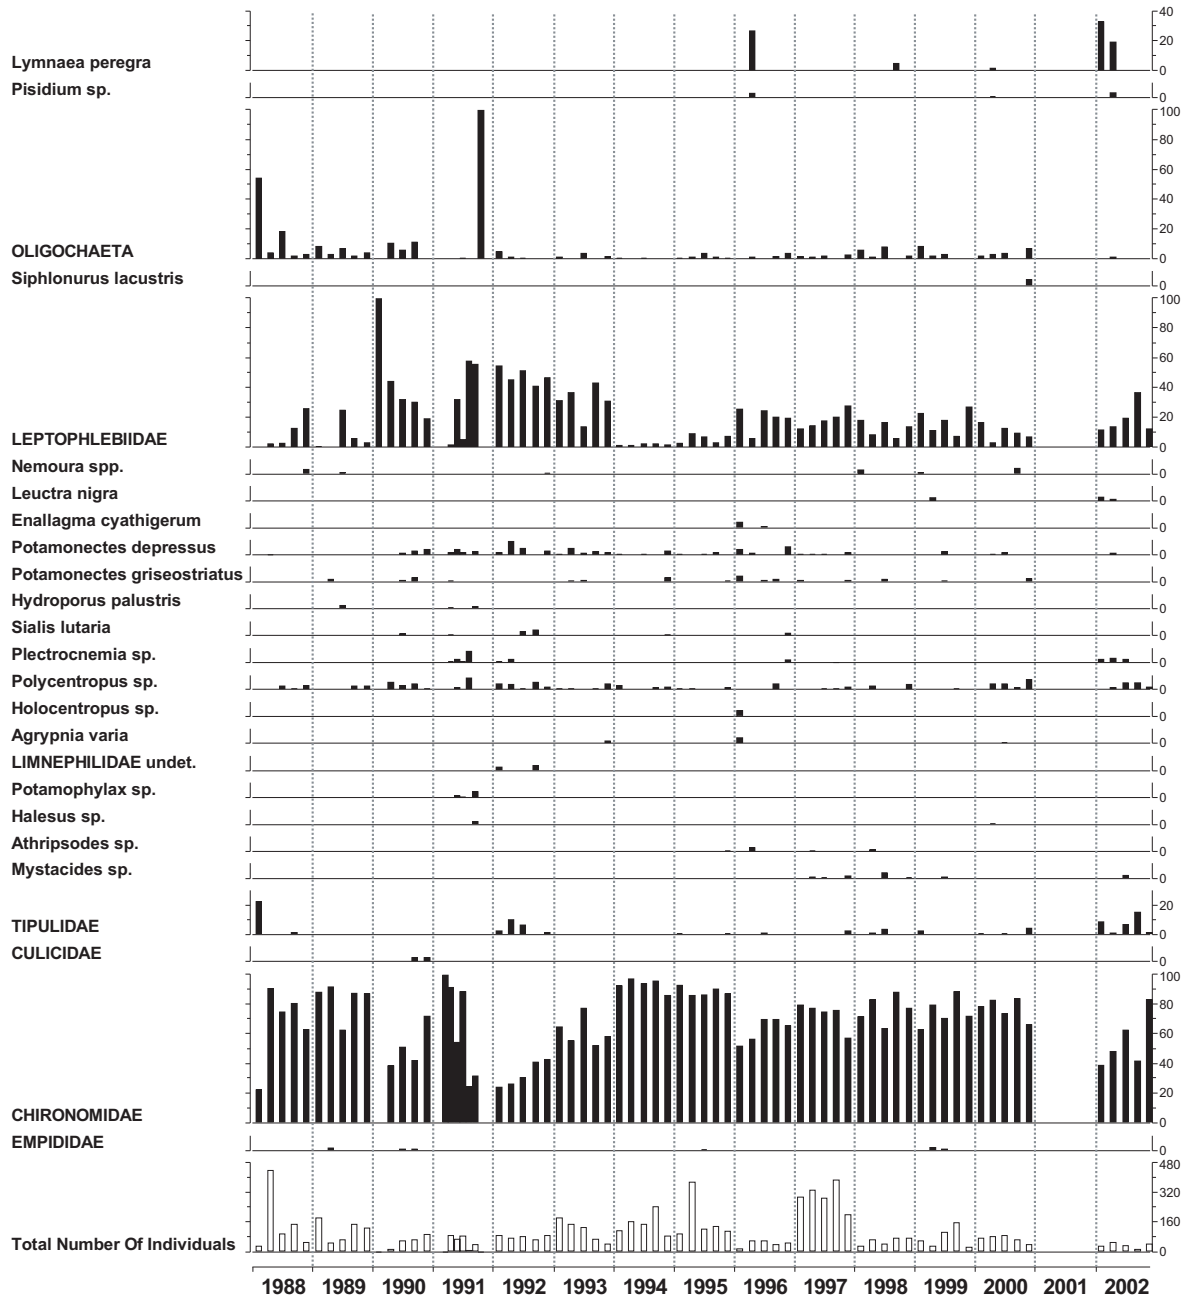 40
20
Lymnaea peregra
0
Pisidium sp.
0
100
80
60
40
20
OLIGOCHAETA
0
Siphlonurus lacustris
0
100
80
60
40
20
LEPTOPHLEBIIDAE
0
Nemoura spp.
0
Leuctra nigra
0
Enallagma cyathigerum
0
Potamonectes depressus
0
Potamonectes griseostriatus
0
Hydroporus palustris
0
Sialis lutaria
0
Plectrocnemia sp.
0
Polycentropus sp.
0
Holocentropus sp.
0
Agrypnia varia
0
LIMNEPHILIDAE undet.
0
Potamophylax sp.
0
Halesus sp.
0
Athripsodes sp.
0
Mystacides sp.
0
20
TIPULIDAE
0
CULICIDAE
0
100
80
60
40
20
CHIRONOMIDAE
0
EMPIDIDAE
0
480
320
160
Total Number Of Individuals
0
1988 1989 1990 1991 1992 1993 1994 1995 1996 1997 1998 1999 2000 2001 2002